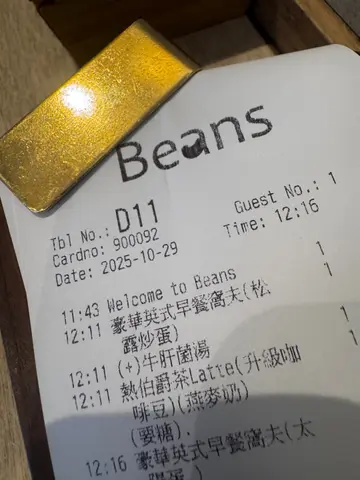 Beans
Tbl No.: D11
Guest No.: 1
Cardno: 900092
Date: 2025-10-29
Time: 12:16
11:43 Welcome to Beans 1
12:11 豪華英式早餐窩夫(松 1
露炒蛋)
12:11 (+)牛肝菌湯 1
12:11 熱伯爵茶Latte(升級咖 1
啡豆)(燕麥奶)
(要糖)
12:16 豪華英式早餐窩夫(太
陽蛋)